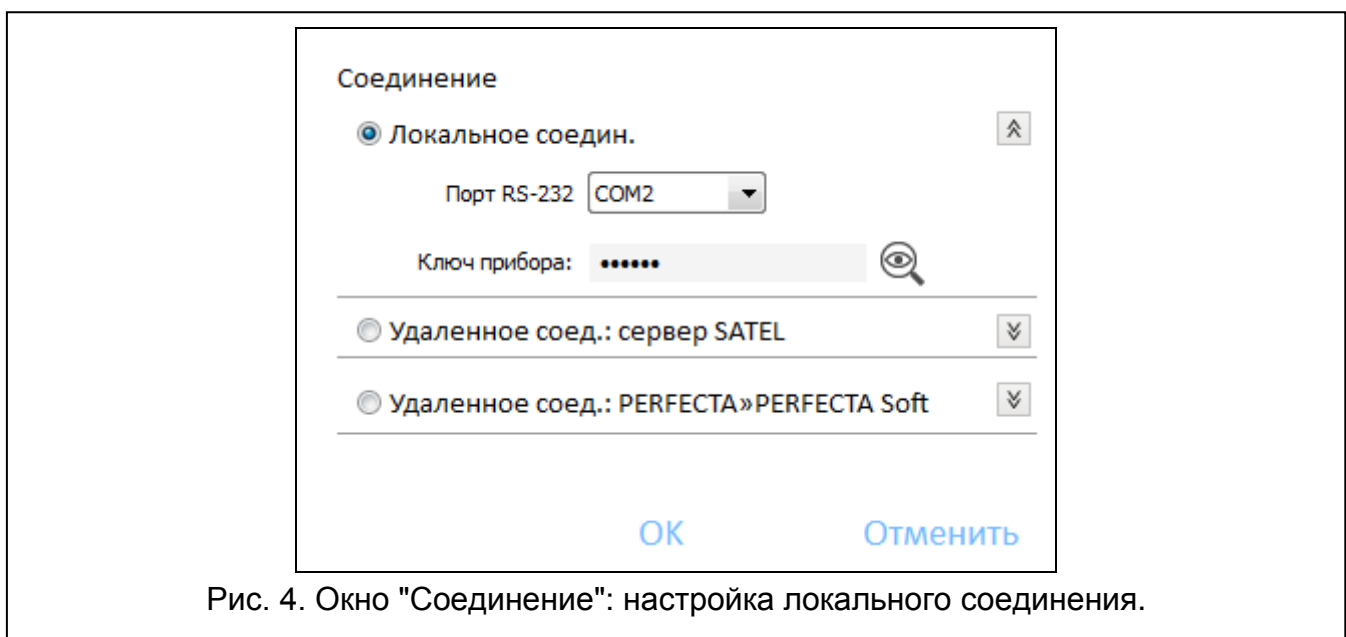 Соединение
Локальное соедин.
Порт RS-232 COM2
Ключ прибора: ••••••
Удаленное соед.: сервер SATEL
Удаленное соед.: PERFECTA»PERFECTA Soft
OK Отменить
Рис. 4. Окно "Соединение": настройка локального соединения.